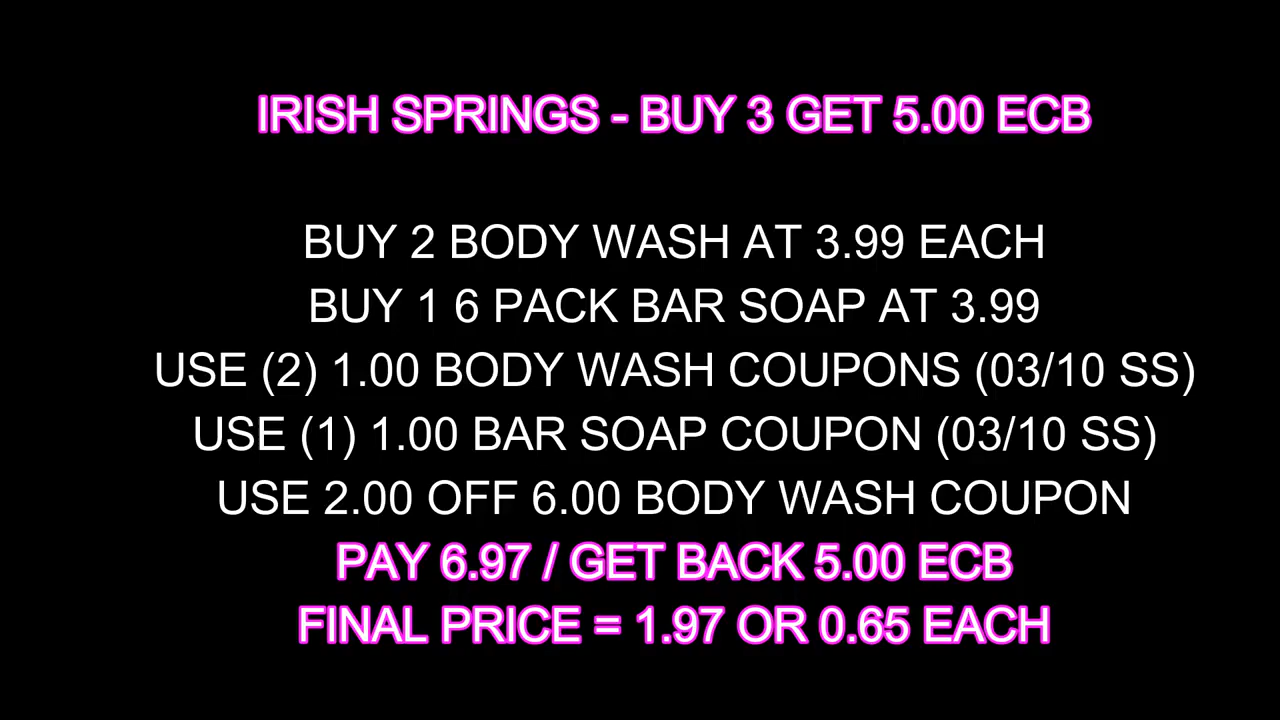 IRISH SPRINGS - BUY 3 GET 5.00 ECB
BUY 2 BODY WASH AT 3.99 EACH
BUY 1 6 PACK BAR SOAP AT 3.99
USE (2) 1.00 BODY WASH COUPONS (03/10 SS)
USE (1) 1.00 BAR SOAP COUPON (03/10 SS)
USE 2.00 OFF 6.00 BODY WASH COUPON
PAY 6.97 / GET BACK 5.00 ECB
FINAL PRICE = 1.97 OR 0.65 EACH